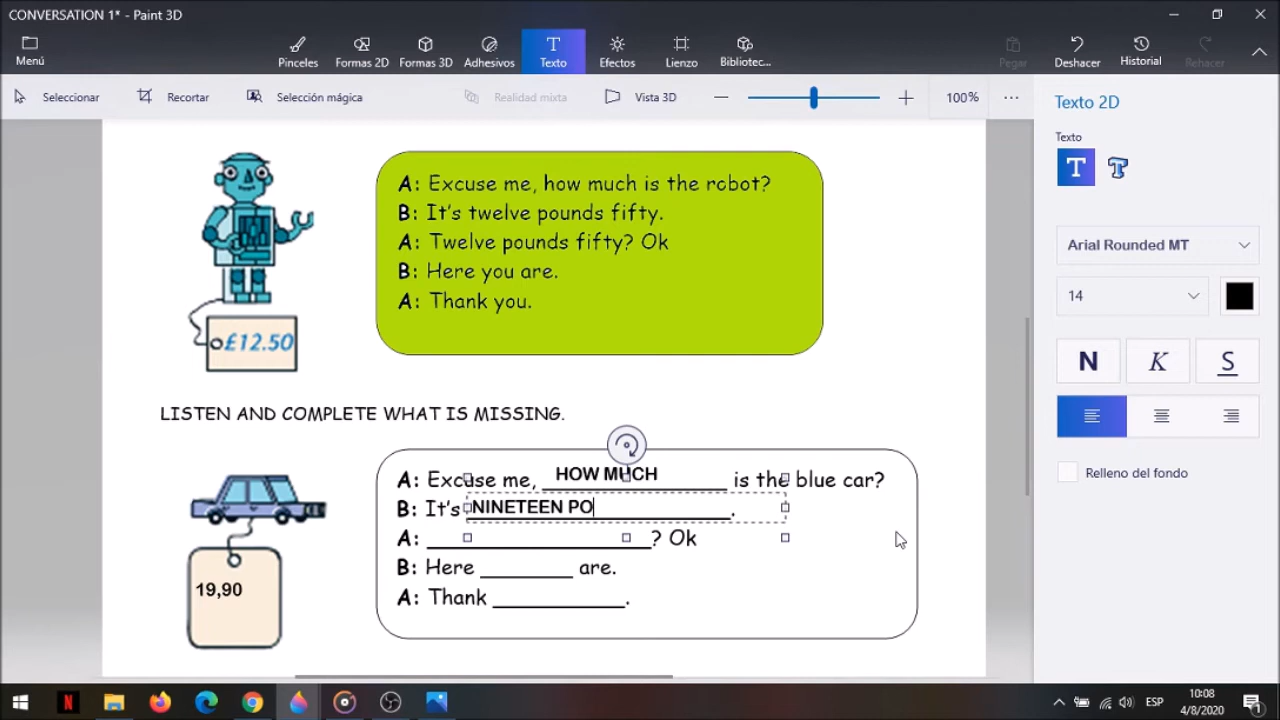 CONVERSATION 1* - Paint 3D
Menú
Pinceles
Formas 2D
Formas 3D
Adhesivos
Texto
Efectos
Lienzo
Bibliotec...
Pegar
Deshacer
Historial
Rehacer
Seleccionar
Recortar
Selección mágica
Realidad mixta
Vista 3D
100%
Texto 2D
Texto
Arial Rounded MT
14
N K S
Relleno del fondo
A: Excuse me, how much is the robot?
B: It's twelve pounds fifty.
A: Twelve pounds fifty? Ok
B: Here you are.
A: Thank you.
£12.50
LISTEN AND COMPLETE WHAT IS MISSING.
A: Excuse me, HOW MUCH is the blue car?
B: It's NINETEEN PO.
A: ____________________? Ok
B: Here ________ are.
A: Thank ____________.
19,90
ESP
10:08
4/8/2020